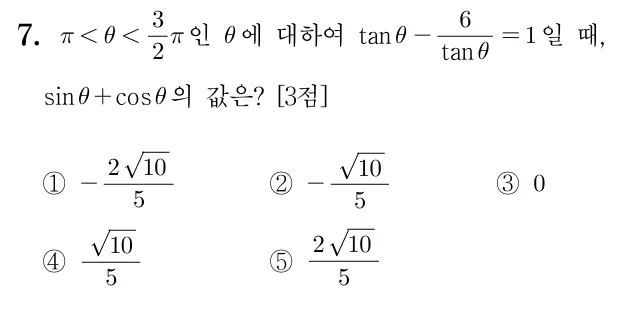 7. π < θ < 3/2 π 인 θ에 대하여 tanθ − 6/tanθ = 1일 때,
sinθ + cosθ의 값은? [3점]
① −2√10/5 ② −√10/5 ③ 0
④ √10/5 ⑤ 2√10/5